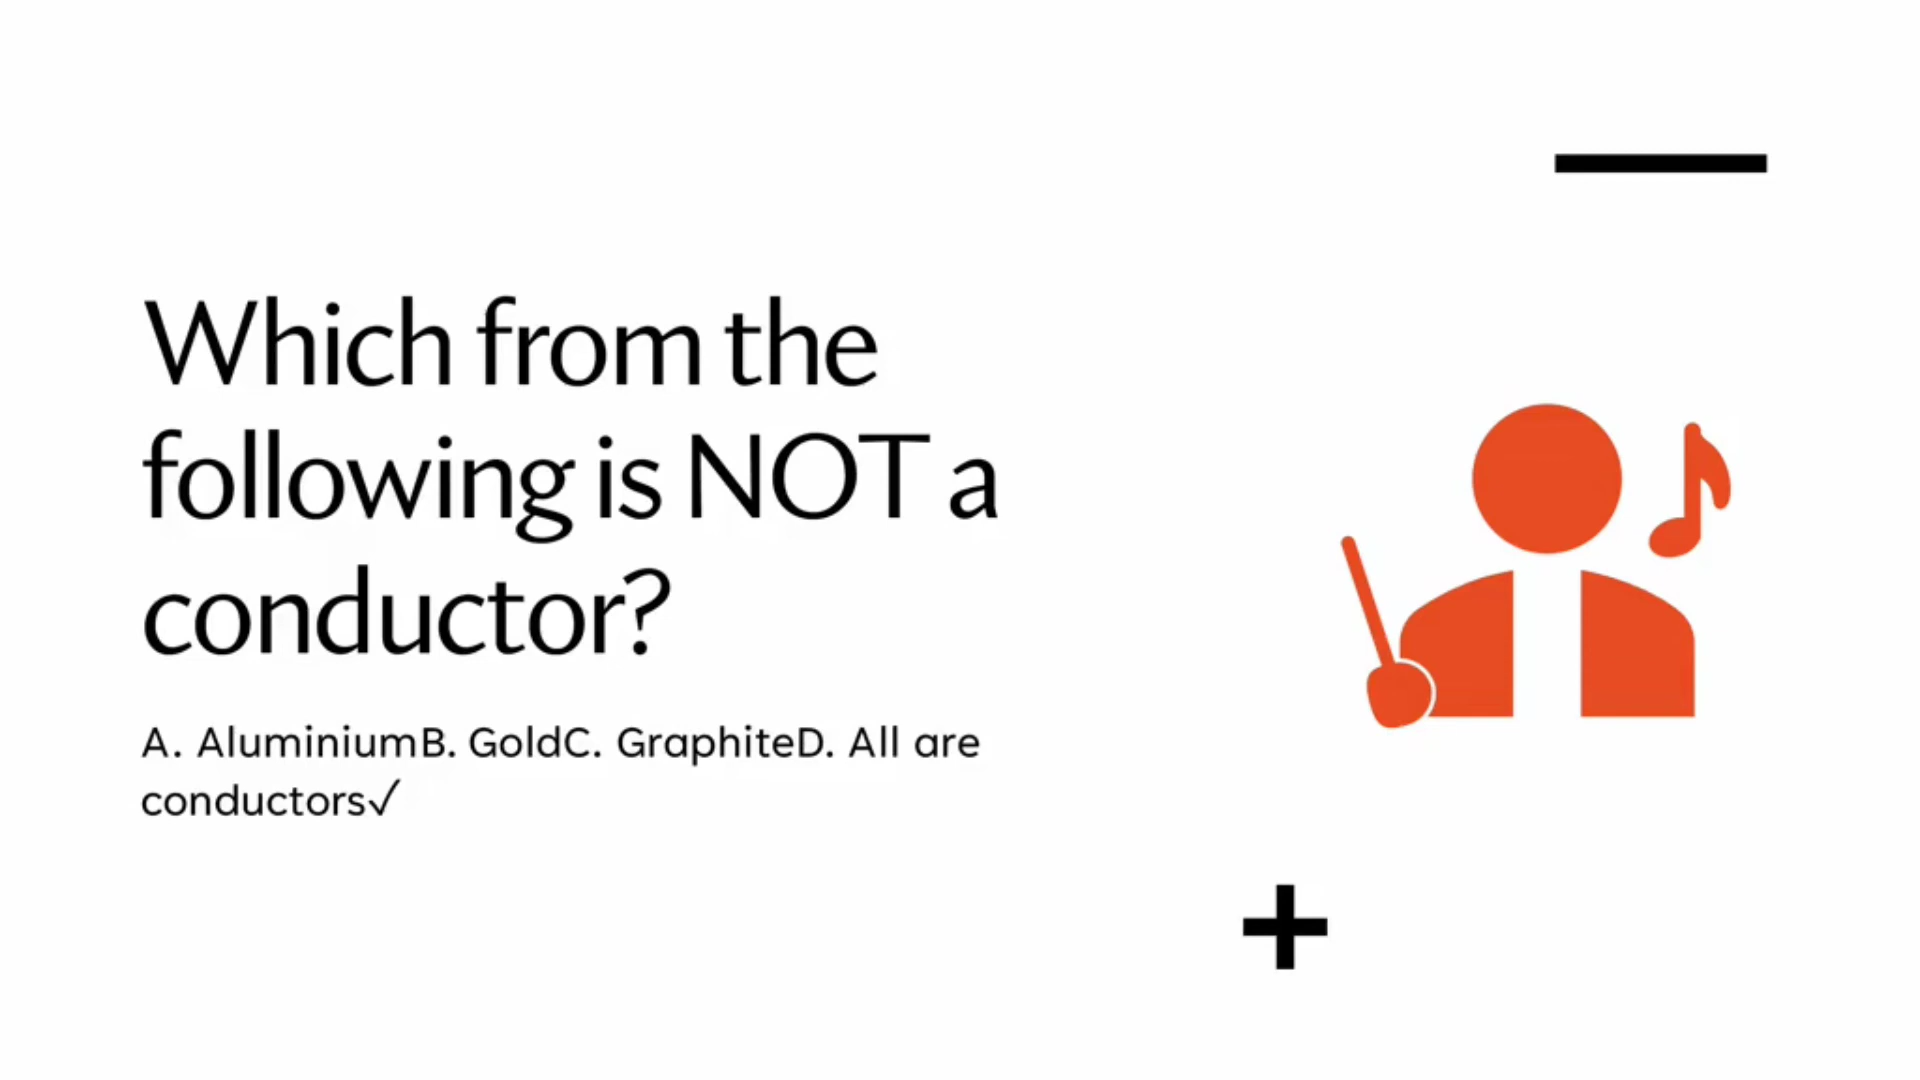 Which from the
following is NOT a
conductor?
A. AluminiumB. GoldC. GraphiteD. All are
conductors✓